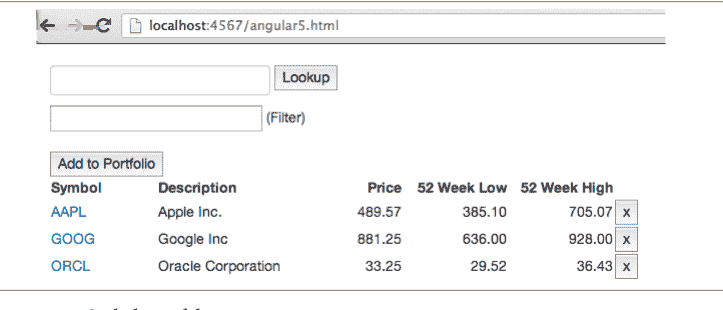 localhost:4567/angular5.html
Lookup
(Filter)
Add to Portfolio
Symbol Description Price 52 Week Low 52 Week High
AAPL Apple Inc. 489.57 385.10 705.07 x
GOOG Google Inc 881.25 636.00 928.00 x
ORCL Oracle Corporation 33.25 29.52 36.43 x